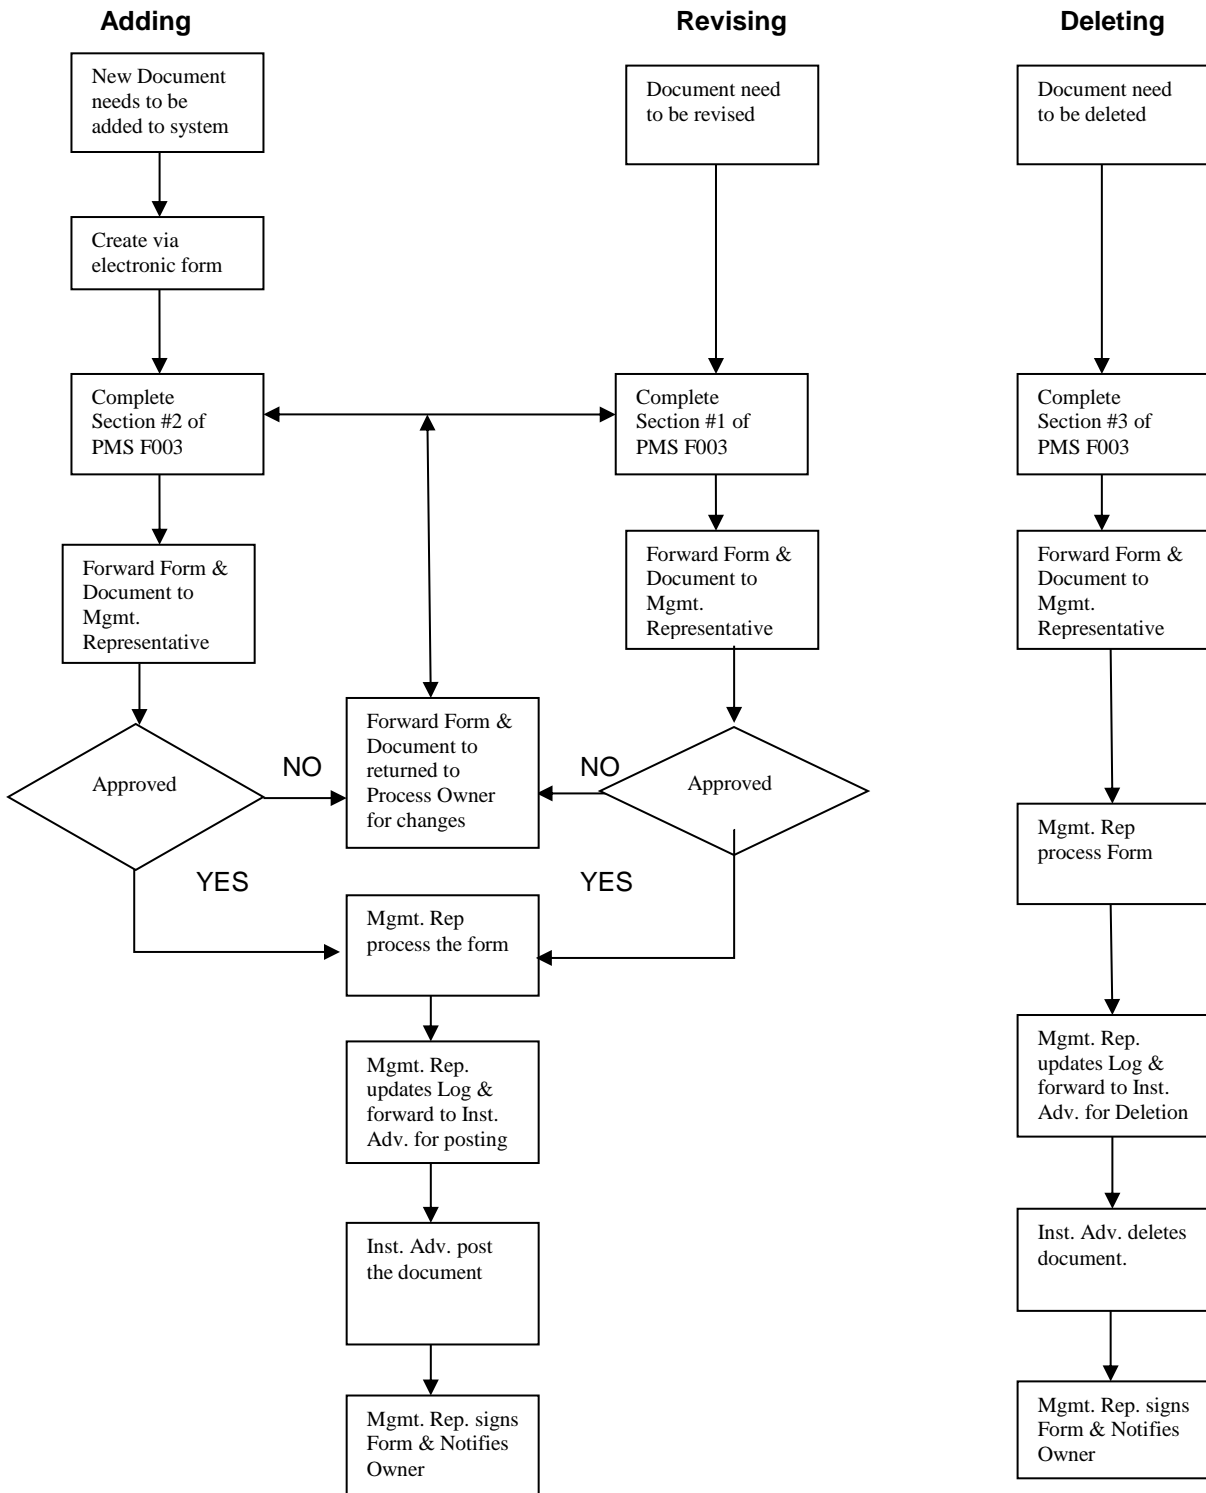 Adding
Revising
Deleting
New Document
needs to be
added to system
Document need
to be revised
Document need
to be deleted
Create via
electronic form
Complete
Section #2 of
PMS F003
Complete
Section #1 of
PMS F003
Complete
Section #3 of
PMS F003
Forward Form &
Document to
Mgmt.
Representative
Forward Form &
Document to
Mgmt.
Representative
Forward Form &
Document to
Mgmt.
Representative
Approved
NO
Forward Form &
Document to
returned to
Process Owner
for changes
NO
Approved
Mgmt. Rep
process Form
YES
YES
Mgmt. Rep
process the form
Mgmt. Rep.
updates Log &
forward to Inst.
Adv. for posting
Mgmt. Rep.
updates Log &
forward to Inst.
Adv. for Deletion
Inst. Adv. post
the document
Inst. Adv. deletes
document.
Mgmt. Rep. signs
Form & Notifies
Owner
Mgmt. Rep. signs
Form & Notifies
Owner